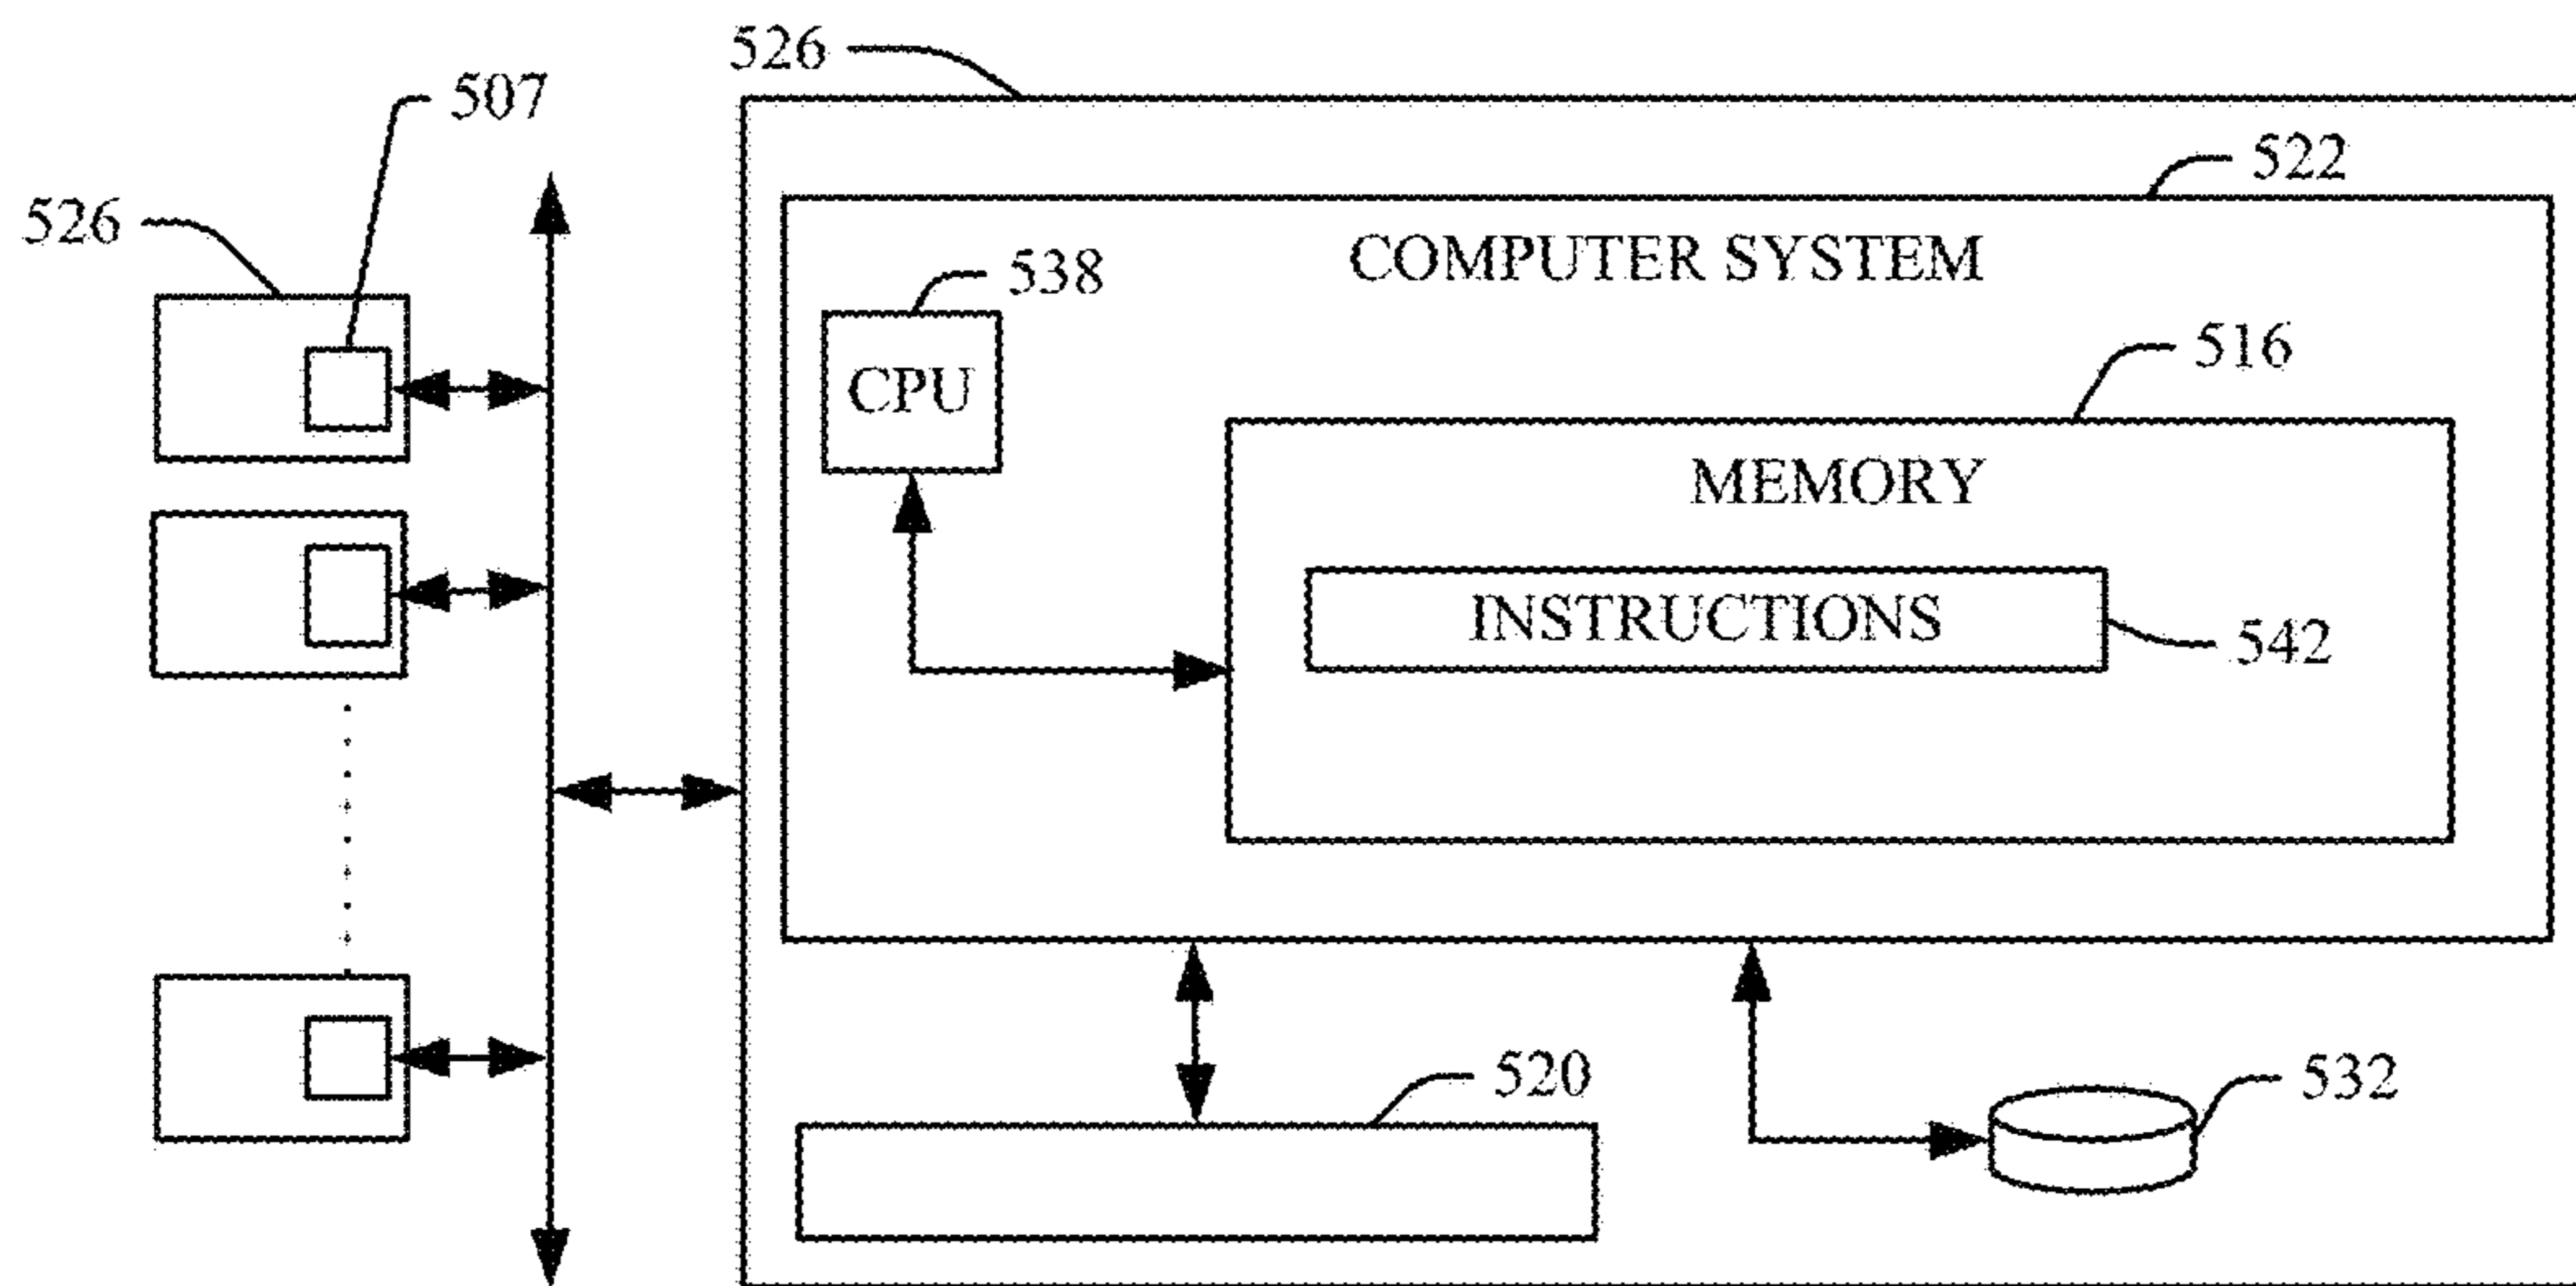 526
507
522
526
COMPUTER SYSTEM
538
516
CPU
MEMORY
INSTRUCTIONS
542
520
532